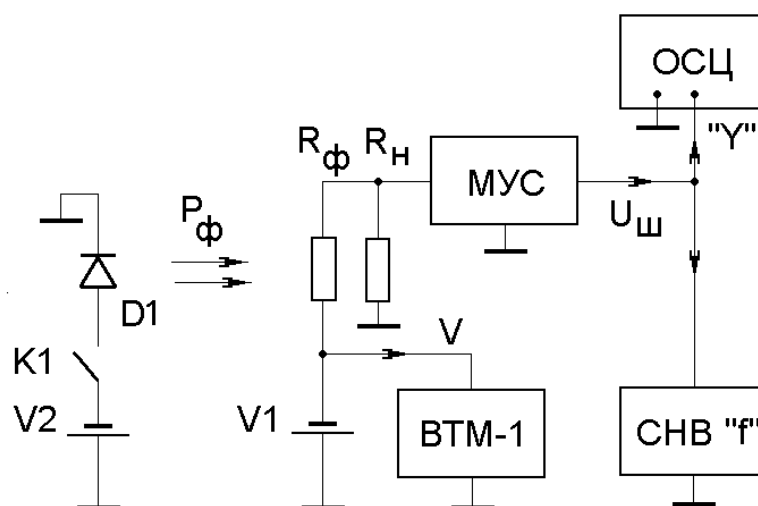 ОСЦ
"Y"
Rф
Rн
МУС
Uш
Pф
D1
K1
V2
V1
V
ВТМ-1
СНВ "f"